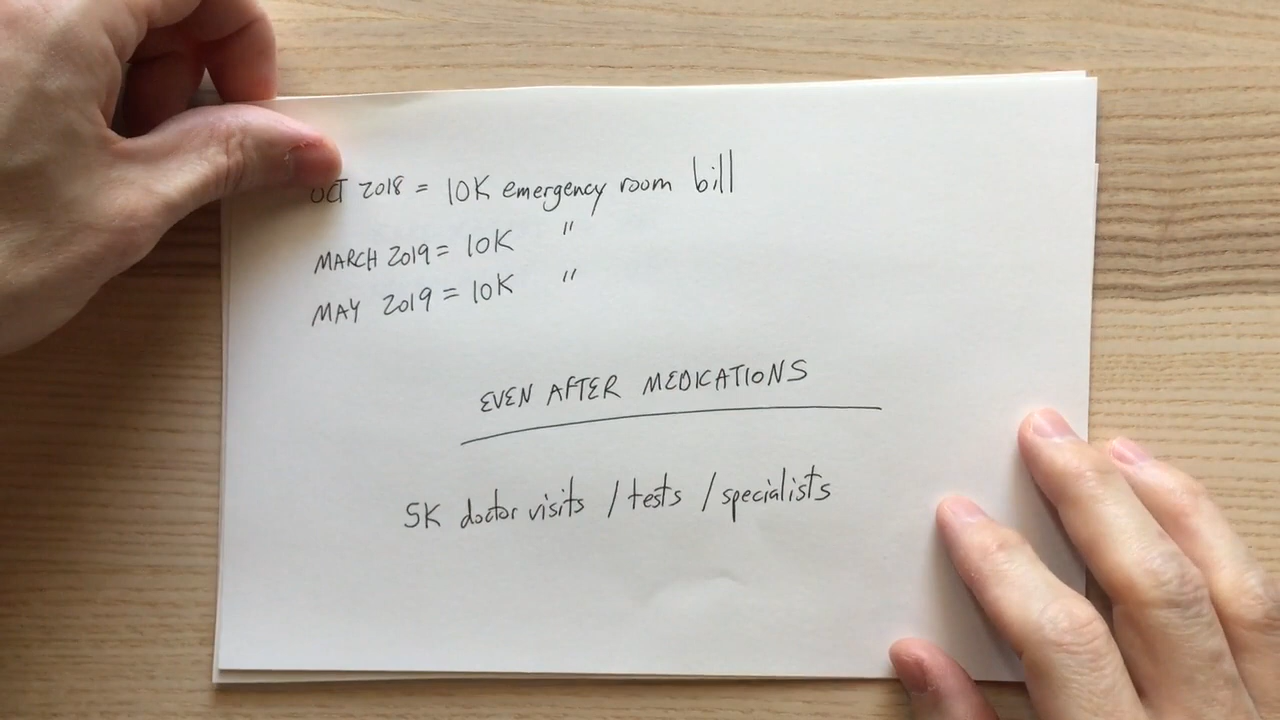 OCT 2018 = 10K emergency room bill
MARCH 2019 = 10K "
MAY 2019 = 10K "
EVEN AFTER MEDICATIONS
5K doctor visits / tests / specialists